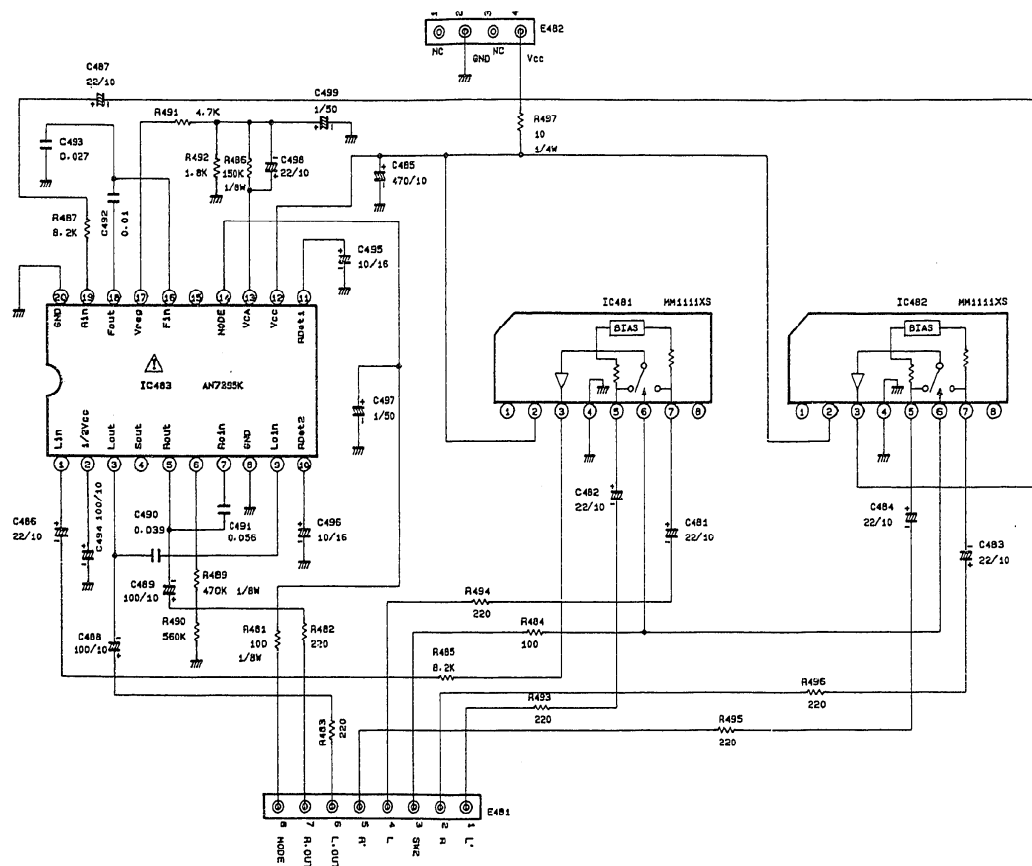 1 2 3 4
E482
NC GND NC Vcc
C487
22/10
C499
1/50
R491 4.7K
R497
10
1/4W
C493
0.027
R492
1.8K
R486
150K
1/8W
C498
22/10
C485
470/10
R487
8.2K
C492
0.01
C495
10/16
20 19 18 17 16 15 14 13 12 11
GND Rin Fout Vreg Fin MODE VCA Vcc RDet1
IC483 AN7395K
Lin 1/2Vcc Lout Sout Rout Roin GND Loin RDet2
1 2 3 4 5 6 7 8 9 10
IC481 MM1111XS
BIAS
1 2 3 4 5 6 7 8
IC482 MM1111XS
BIAS
1 2 3 4 5 6 7 8
C497
1/50
C486
22/10
C494 100/10
C490
0.039
C491
0.056
C496
10/16
C482
22/10
C481
22/10
C484
22/10
C483
22/10
C489
100/10
R489
470K 1/8W
C488
100/10
R490
560K
R481
100
1/8W
R482
220
R494
220
R484
100
R485
8.2K
R493
220
R496
220
R495
220
R483
220
E481
8 7 6 5 4 3 2 1
MODE R.OUT L.OUT R' L SW2 R L'